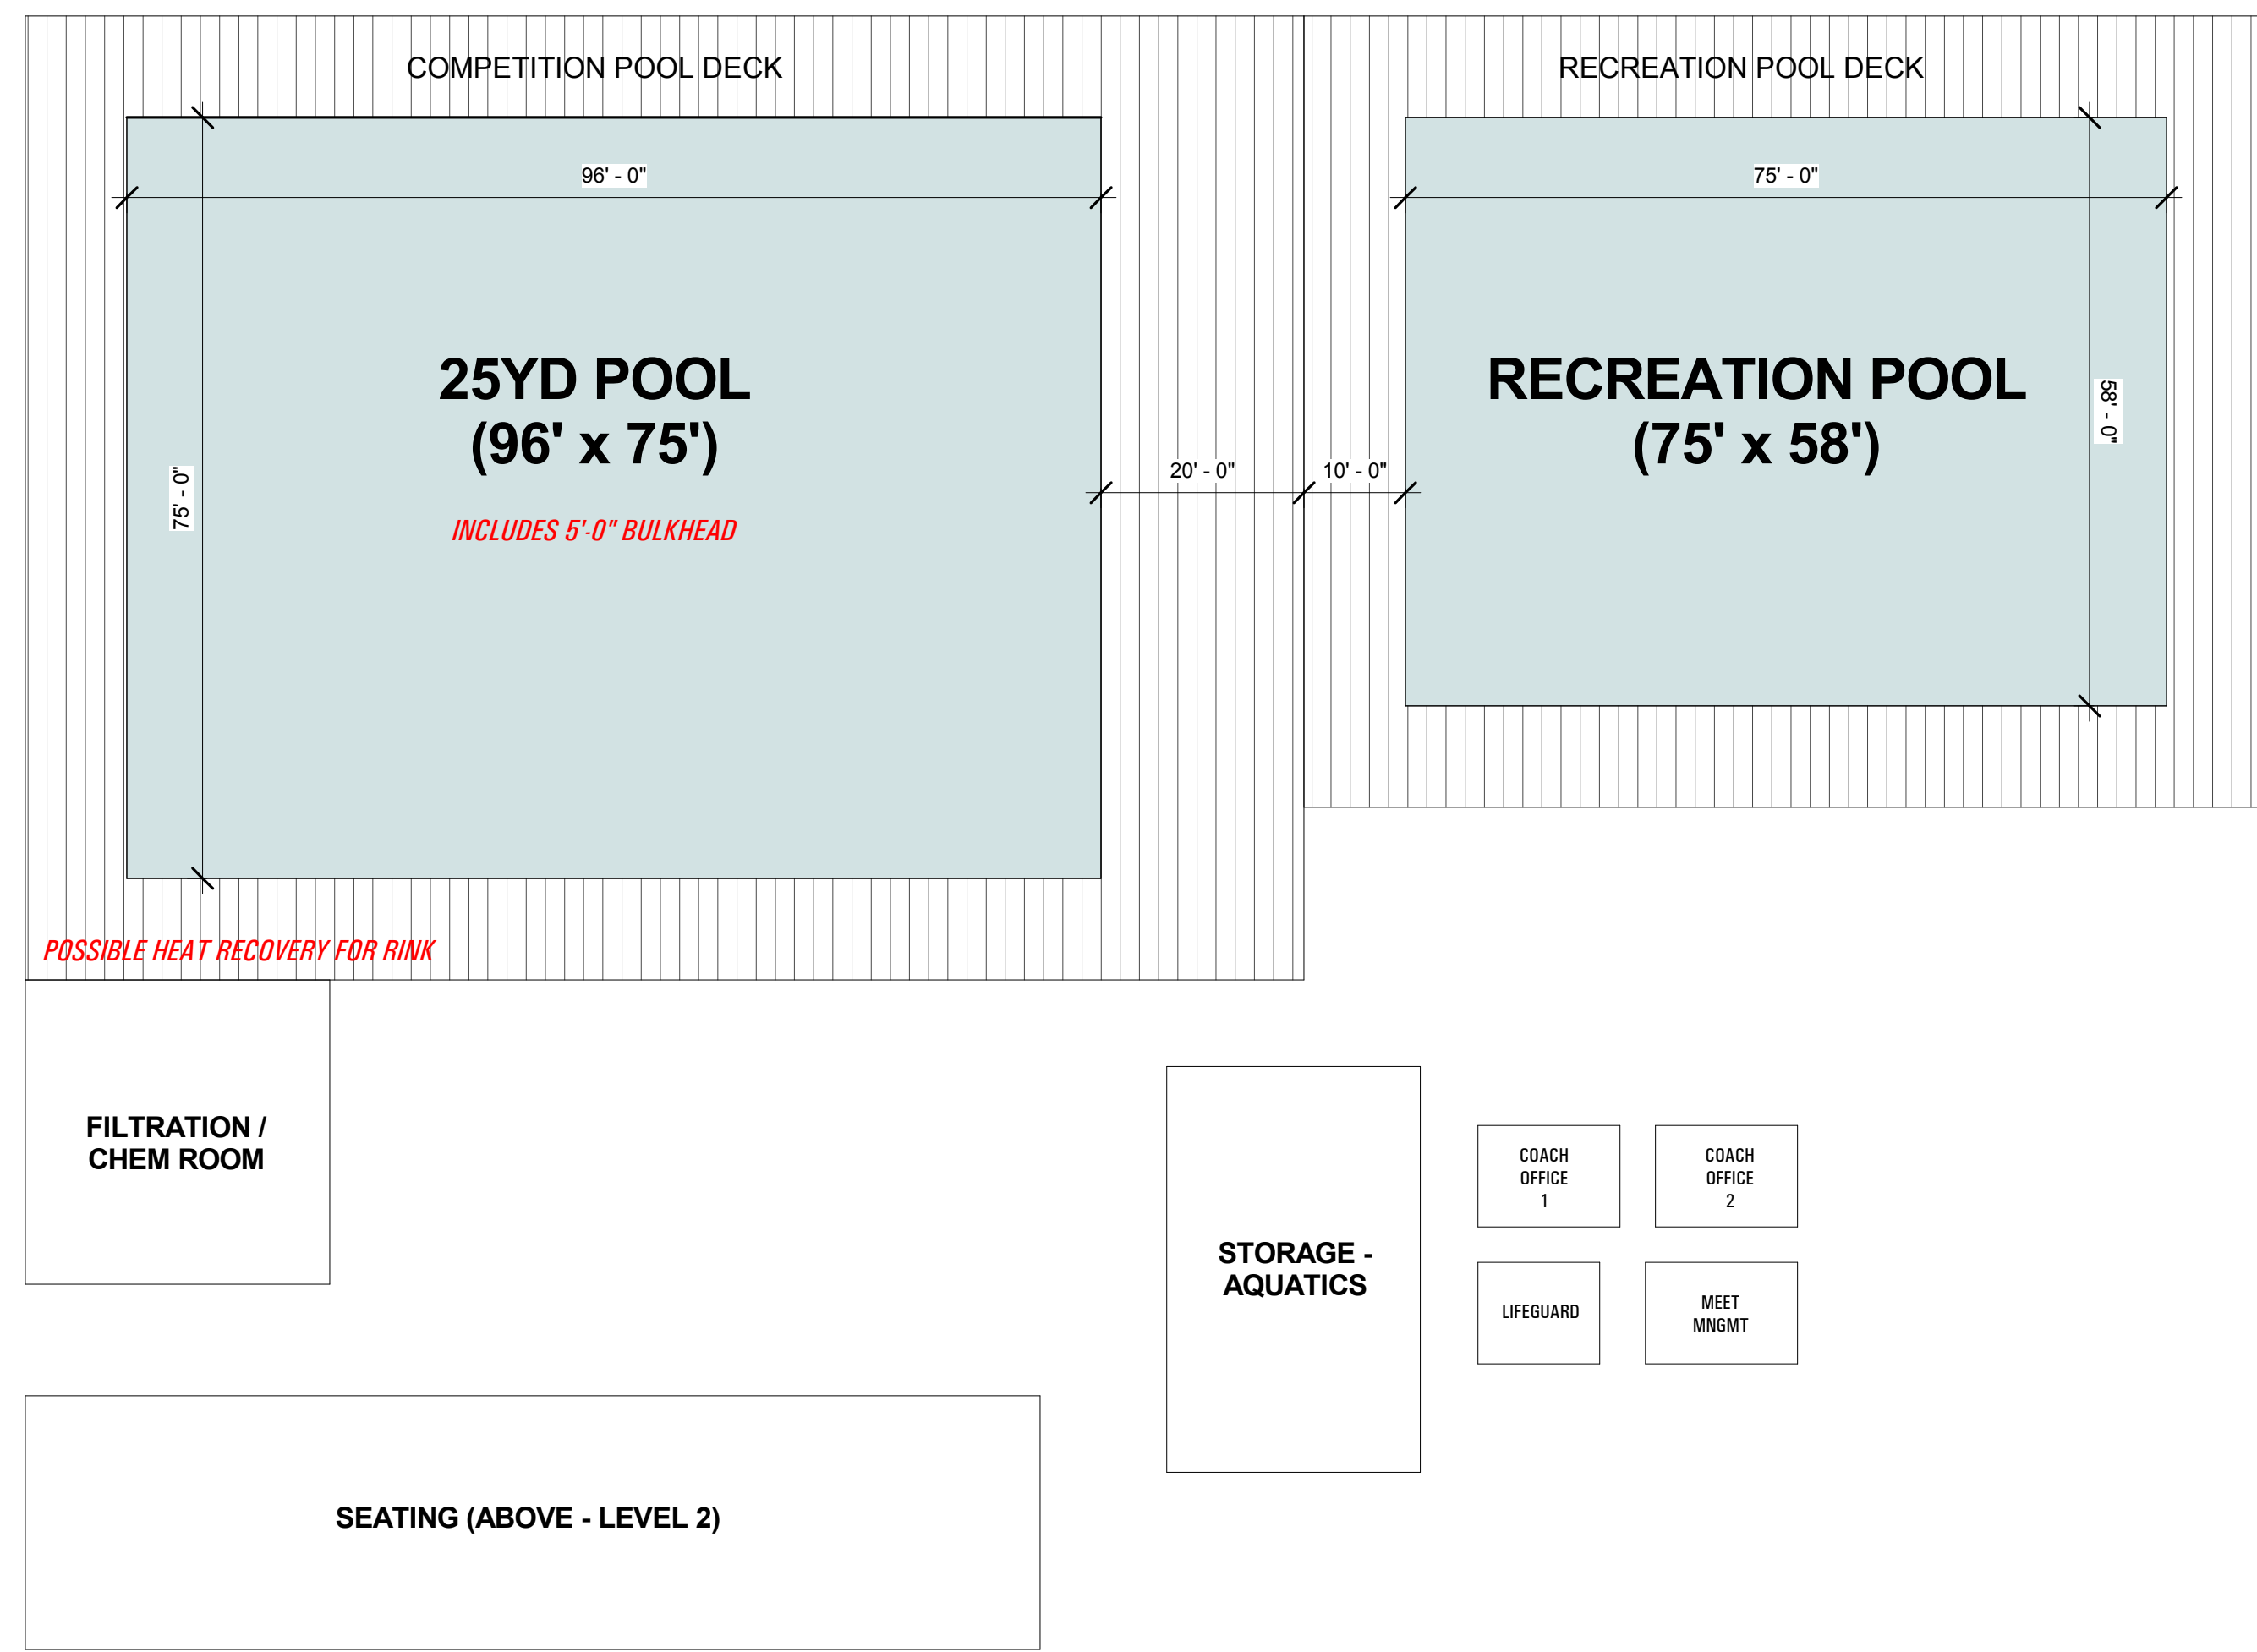 COMPETITION POOL DECK
RECREATION POOL DECK
96' - 0"
75' - 0"
25YD POOL
(96' x 75')
INCLUDES 5'-0" BULKHEAD
75' - 0"
20' - 0"
10' - 0"
RECREATION POOL
(75' x 58')
58' - 0"
POSSIBLE HEAT RECOVERY FOR RINK
FILTRATION /
CHEM ROOM
STORAGE -
AQUATICS
COACH
OFFICE
1
COACH
OFFICE
2
LIFEGUARD
MEET
MNGMT
SEATING (ABOVE - LEVEL 2)